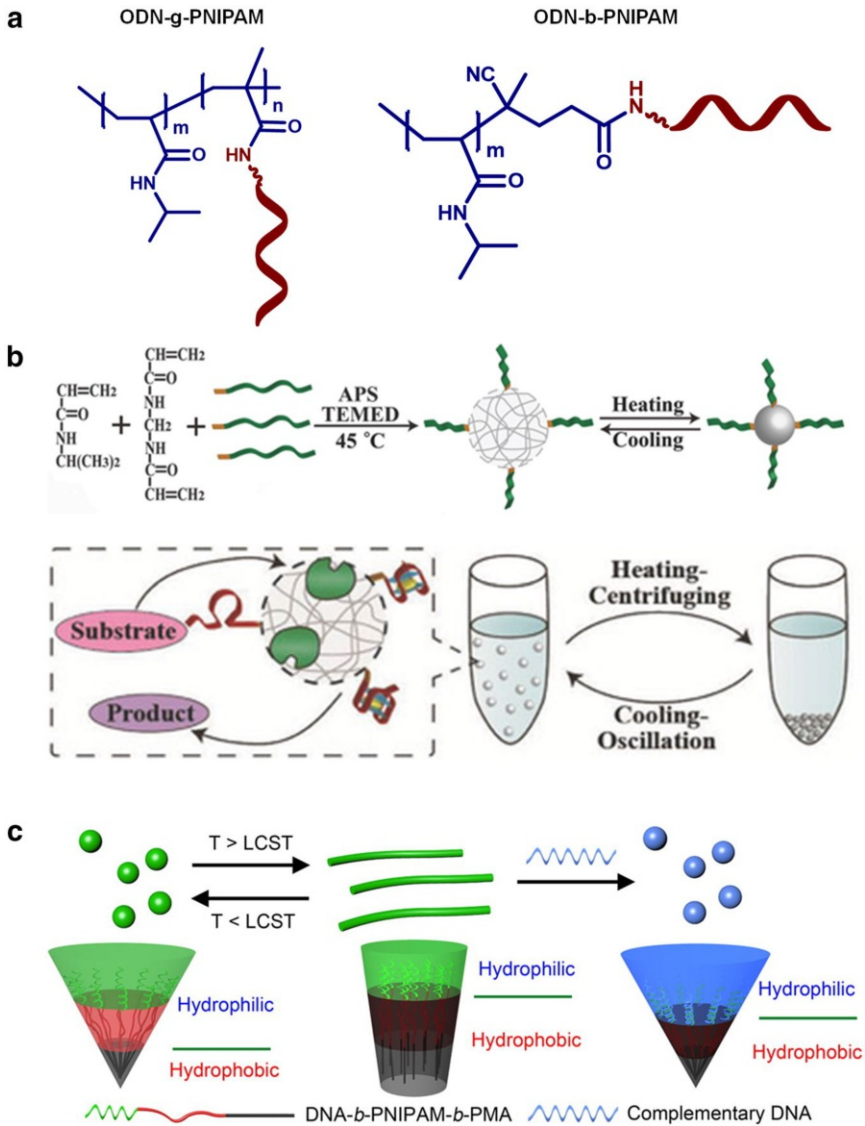 a
ODN-g-PNIPAM
ODN-b-PNIPAM
m
n
O
HN
HN
O
NC
m
O
HN
O
H
N
b
CH=CH2
C=O
NH
CH(CH3)2
+
CH=CH2
C=O
NH
CH2
NH
C=O
CH=CH2
+
APS
TEMED
45 °C
Heating
Cooling
Substrate
Product
Heating-
Centrifuging
Cooling-
Oscillation
c
T > LCST
T < LCST
Hydrophilic
Hydrophobic
Hydrophilic
Hydrophobic
Hydrophilic
Hydrophobic
DNA-b-PNIPAM-b-PMA
Complementary DNA